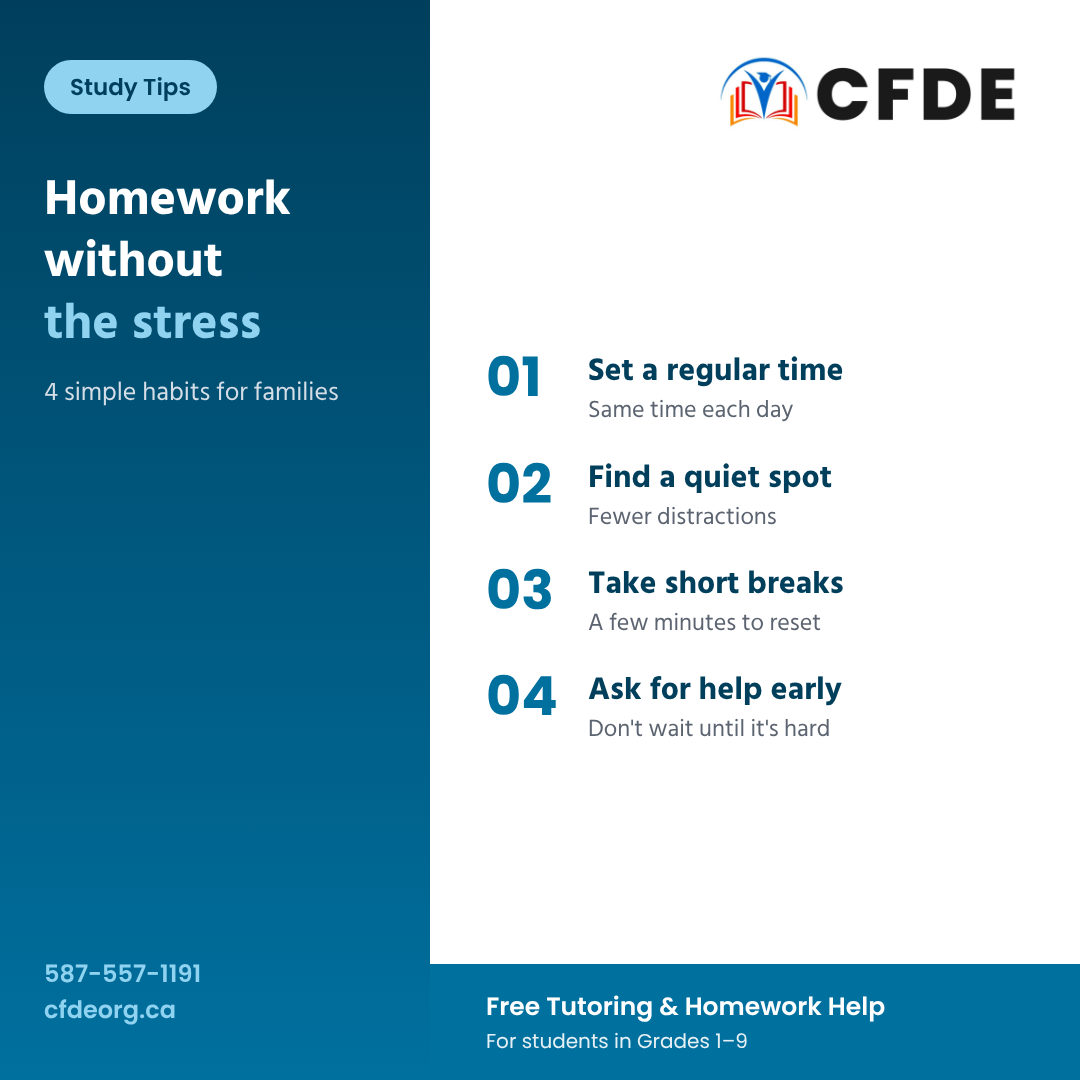 Study Tips
Homework
without
the stress
4 simple habits for families
587-557-1191
cfdeorg.ca
CFDE
01
Set a regular time
Same time each day
02
Find a quiet spot
Fewer distractions
03
Take short breaks
A few minutes to reset
04
Ask for help early
Don't wait until it's hard
Free Tutoring & Homework Help
For students in Grades 1–9